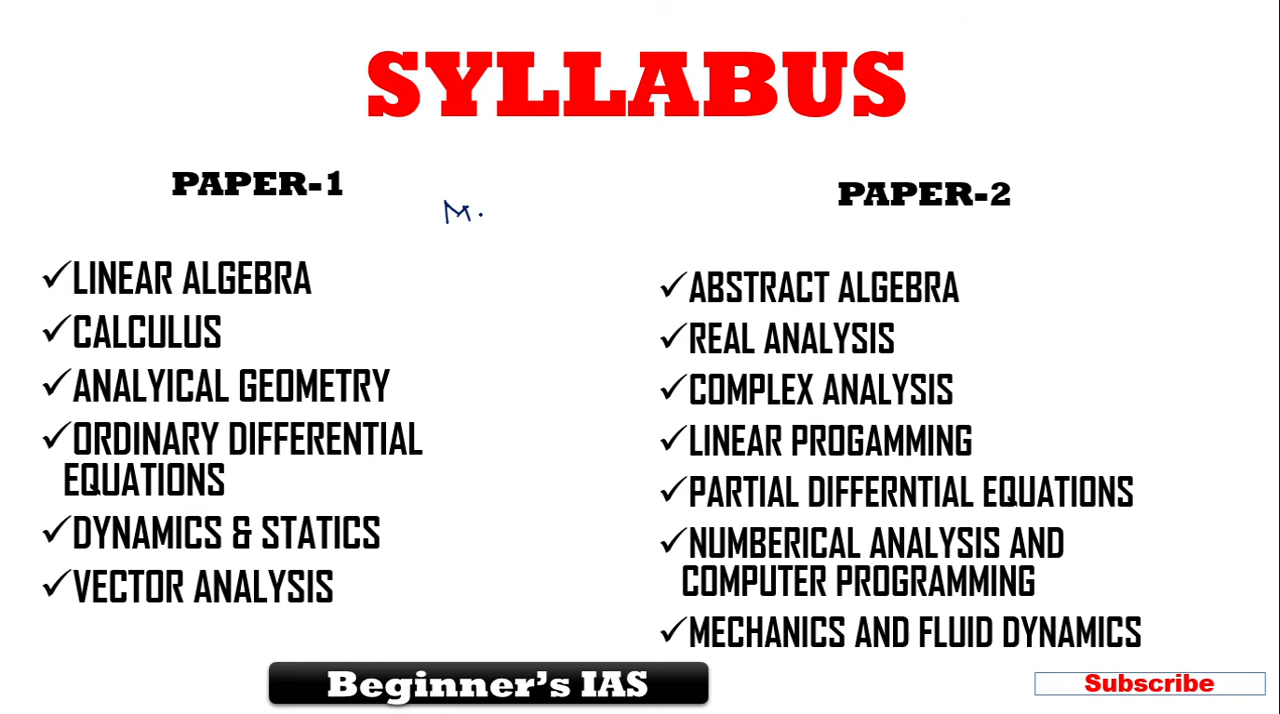 SYLLABUS
PAPER-1
M.
✓LINEAR ALGEBRA
✓CALCULUS
✓ANALYICAL GEOMETRY
✓ORDINARY DIFFERENTIAL
EQUATIONS
✓DYNAMICS & STATICS
✓VECTOR ANALYSIS
PAPER-2
✓ABSTRACT ALGEBRA
✓REAL ANALYSIS
✓COMPLEX ANALYSIS
✓LINEAR PROGAMMING
✓PARTIAL DIFFERNTIAL EQUATIONS
✓NUMBERICAL ANALYSIS AND
COMPUTER PROGRAMMING
✓MECHANICS AND FLUID DYNAMICS
Beginner's IAS
Subscribe